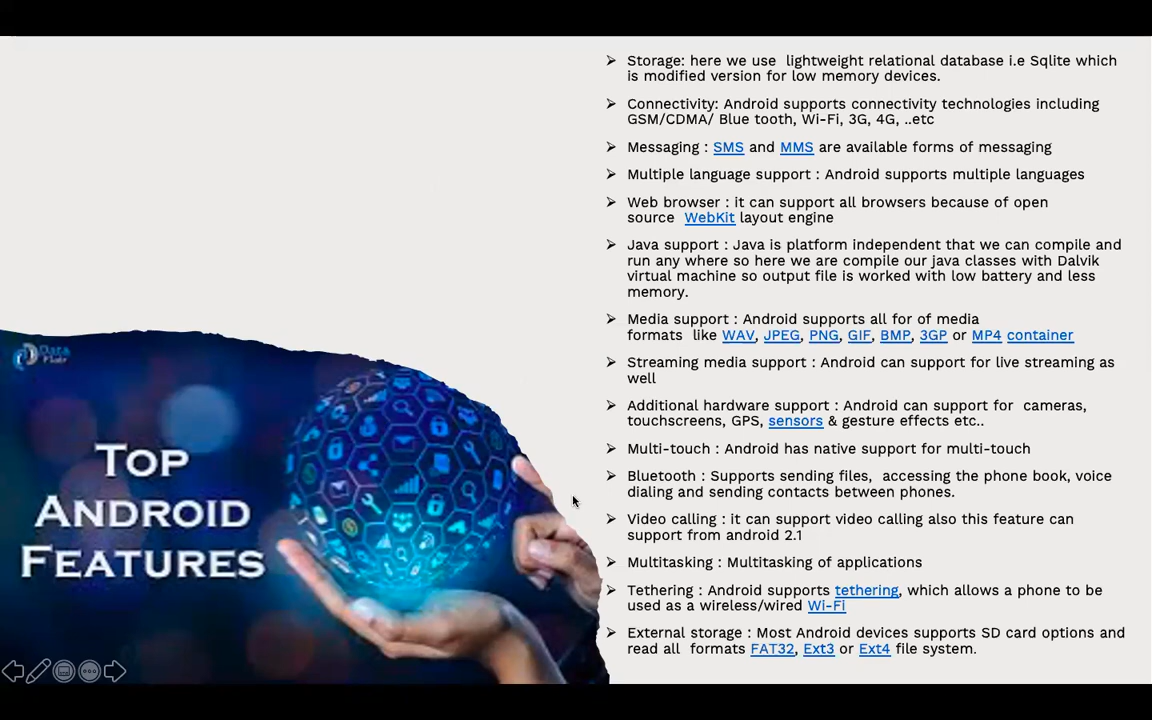 Storage: here we use lightweight relational database i.e Sqlite which
is modified version for low memory devices.
Connectivity: Android supports connectivity technologies including
GSM/CDMA/ Blue tooth, Wi-Fi, 3G, 4G, ..etc
Messaging : SMS and MMS are available forms of messaging
Multiple language support : Android supports multiple languages
Web browser : it can support all browsers because of open
source WebKit layout engine
Java support : Java is platform independent that we can compile and
run any where so here we are compile our java classes with Dalvik
virtual machine so output file is worked with low battery and less
memory.
Media support : Android supports all for of media
formats like WAV, JPEG, PNG, GIF, BMP, 3GP or MP4 container
Streaming media support : Android can support for live streaming as
well
Additional hardware support : Android can support for cameras,
touchscreens, GPS, sensors & gesture effects etc..
Multi-touch : Android has native support for multi-touch
Bluetooth : Supports sending files, accessing the phone book, voice
dialing and sending contacts between phones.
Video calling : it can support video calling also this feature can
support from android 2.1
Multitasking : Multitasking of applications
Tethering : Android supports tethering, which allows a phone to be
used as a wireless/wired Wi-Fi
External storage : Most Android devices supports SD card options and
read all formats FAT32, Ext3 or Ext4 file system.
Data
Flair
Top
Android
Features